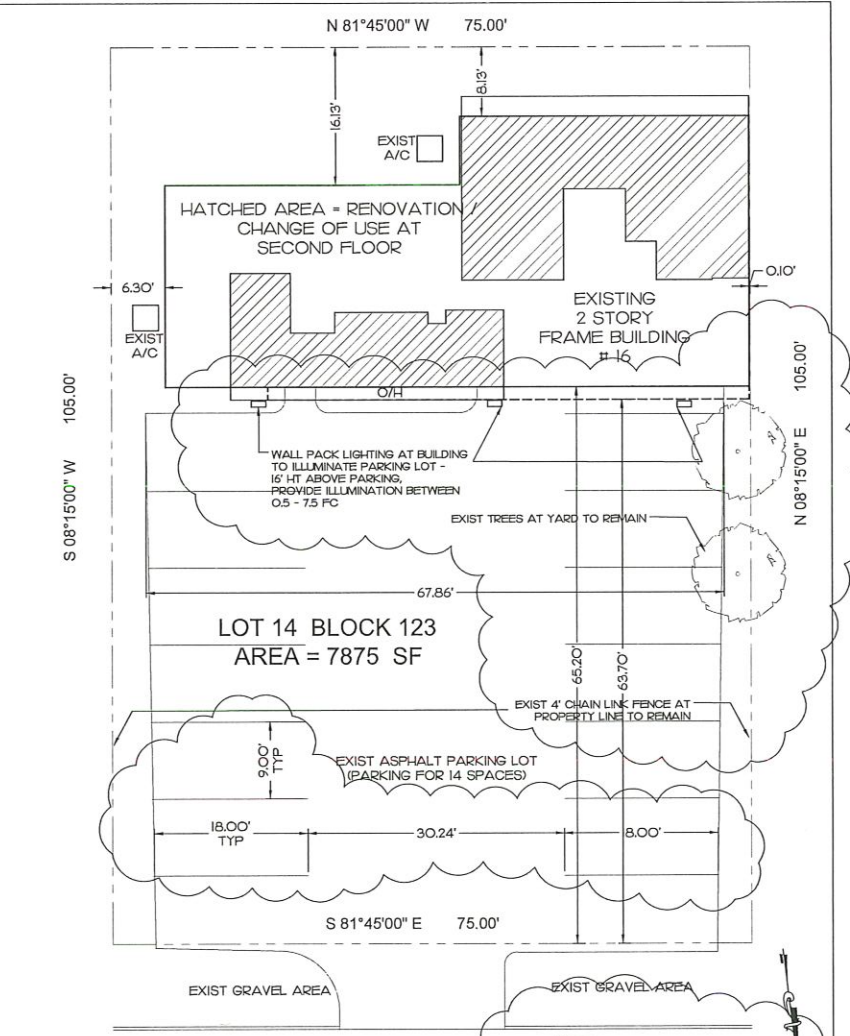 N 81°45'00" W 75.00'
8.13'
16.13'
EXIST
A/C
HATCHED AREA = RENOVATION /
CHANGE OF USE AT
SECOND FLOOR
6.30'
0.10'
EXIST
A/C
EXISTING
2 STORY
FRAME BUILDING
# 16
S 08°15'00" W 105.00'
N 08°15'00" E 105.00'
O/H
WALL PACK LIGHTING AT BUILDING
TO ILLUMINATE PARKING LOT -
16' HT ABOVE PARKING,
PROVIDE ILLUMINATION BETWEEN
0.5 - 7.5 FC
EXIST TREES AT YARD TO REMAIN
67.86'
LOT 14 BLOCK 123
AREA = 7875 SF
65.20'
63.70'
EXIST 4' CHAIN LINK FENCE AT
PROPERTY LINE TO REMAIN
9.00'
TYP
EXIST ASPHALT PARKING LOT
(PARKING FOR 14 SPACES)
18.00'
TYP
30.24'
8.00'
S 81°45'00" E 75.00'
EXIST GRAVEL AREA
EXIST GRAVEL AREA